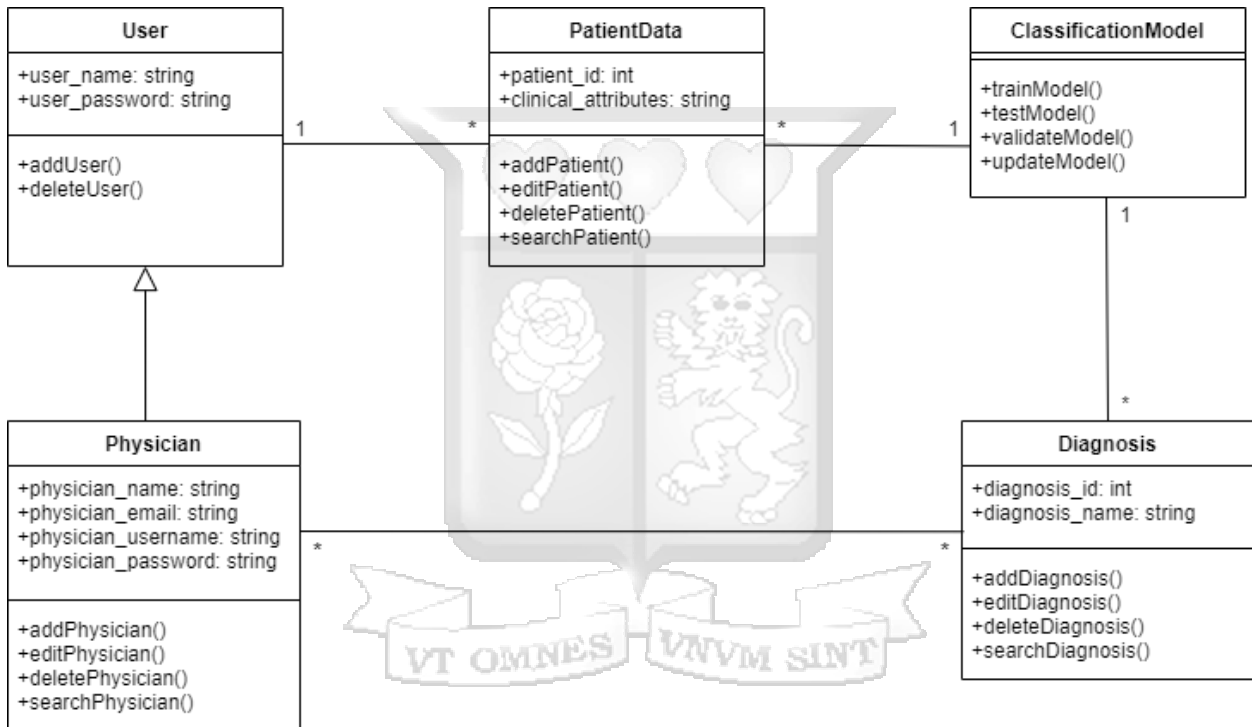 User
+user_name: string
+user_password: string
+addUser()
+deleteUser()
1
*
PatientData
+patient_id: int
+clinical_attributes: string
+addPatient()
+editPatient()
+deletePatient()
+searchPatient()
*
1
ClassificationModel
+trainModel()
+testModel()
+validateModel()
+updateModel()
1
*
Physician
+physician_name: string
+physician_email: string
+physician_username: string
+physician_password: string
+addPhysician()
+editPhysician()
+deletePhysician()
+searchPhysician()
*
*
Diagnosis
+diagnosis_id: int
+diagnosis_name: string
+addDiagnosis()
+editDiagnosis()
+deleteDiagnosis()
+searchDiagnosis()
VT OMNES VNVM SINT